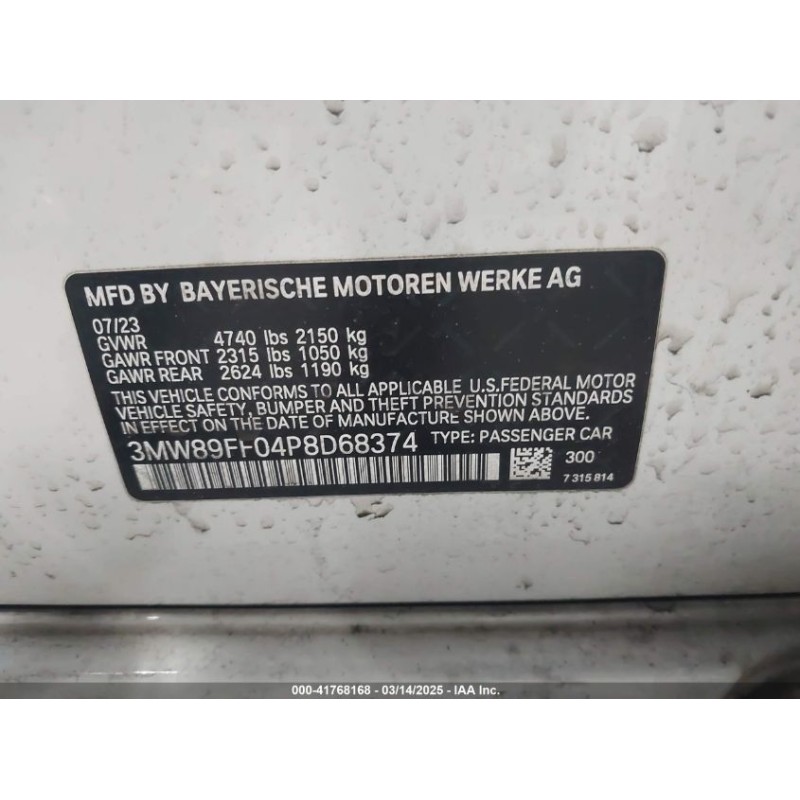 MFD BY BAYERISCHE MOTOREN WERKE AG
07/23
GVWR 4740 lbs 2150 kg
GAWR FRONT 2315 lbs 1050 kg
GAWR REAR 2624 lbs 1190 kg
THIS VEHICLE CONFORMS TO ALL APPLICABLE U.S.FEDERAL MOTOR
VEHICLE SAFETY, BUMPER AND THEFT PREVENTION STANDARDS
IN EFFECT ON THE DATE OF MANUFACTURE SHOWN ABOVE.
3MW89FF04P8D68374 TYPE: PASSENGER CAR
300
7 315 814
000-41768168 - 03/14/2025 - IAA Inc.